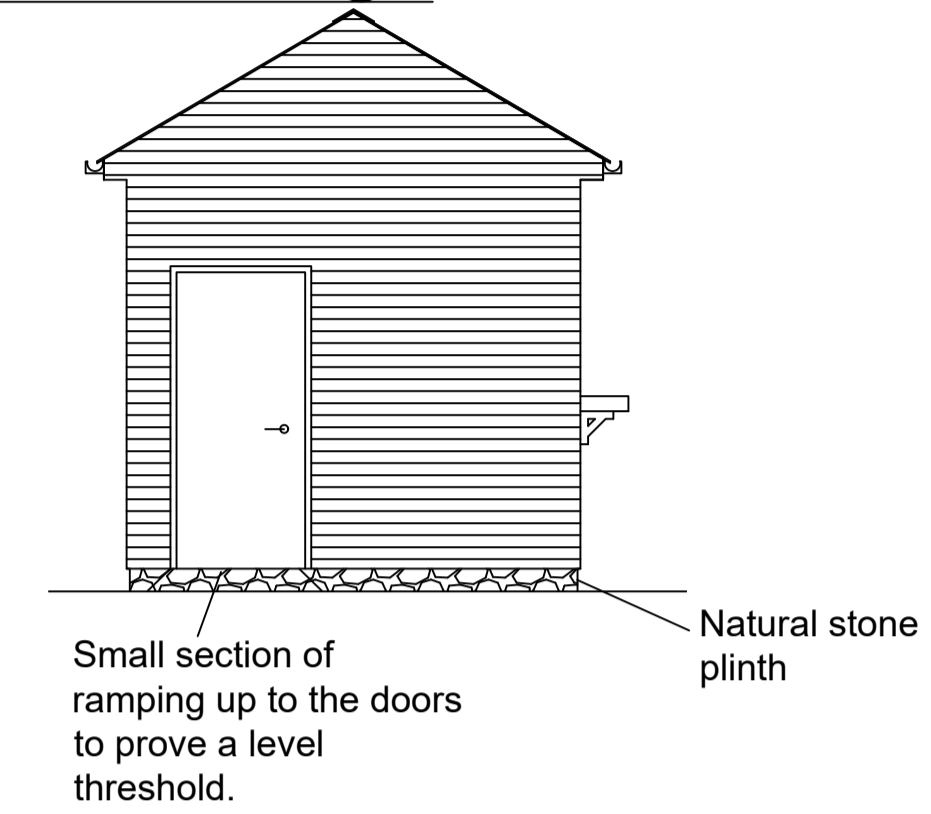 Small section of
ramping up to the doors
to prove a level
threshold.
Natural stone
plinth